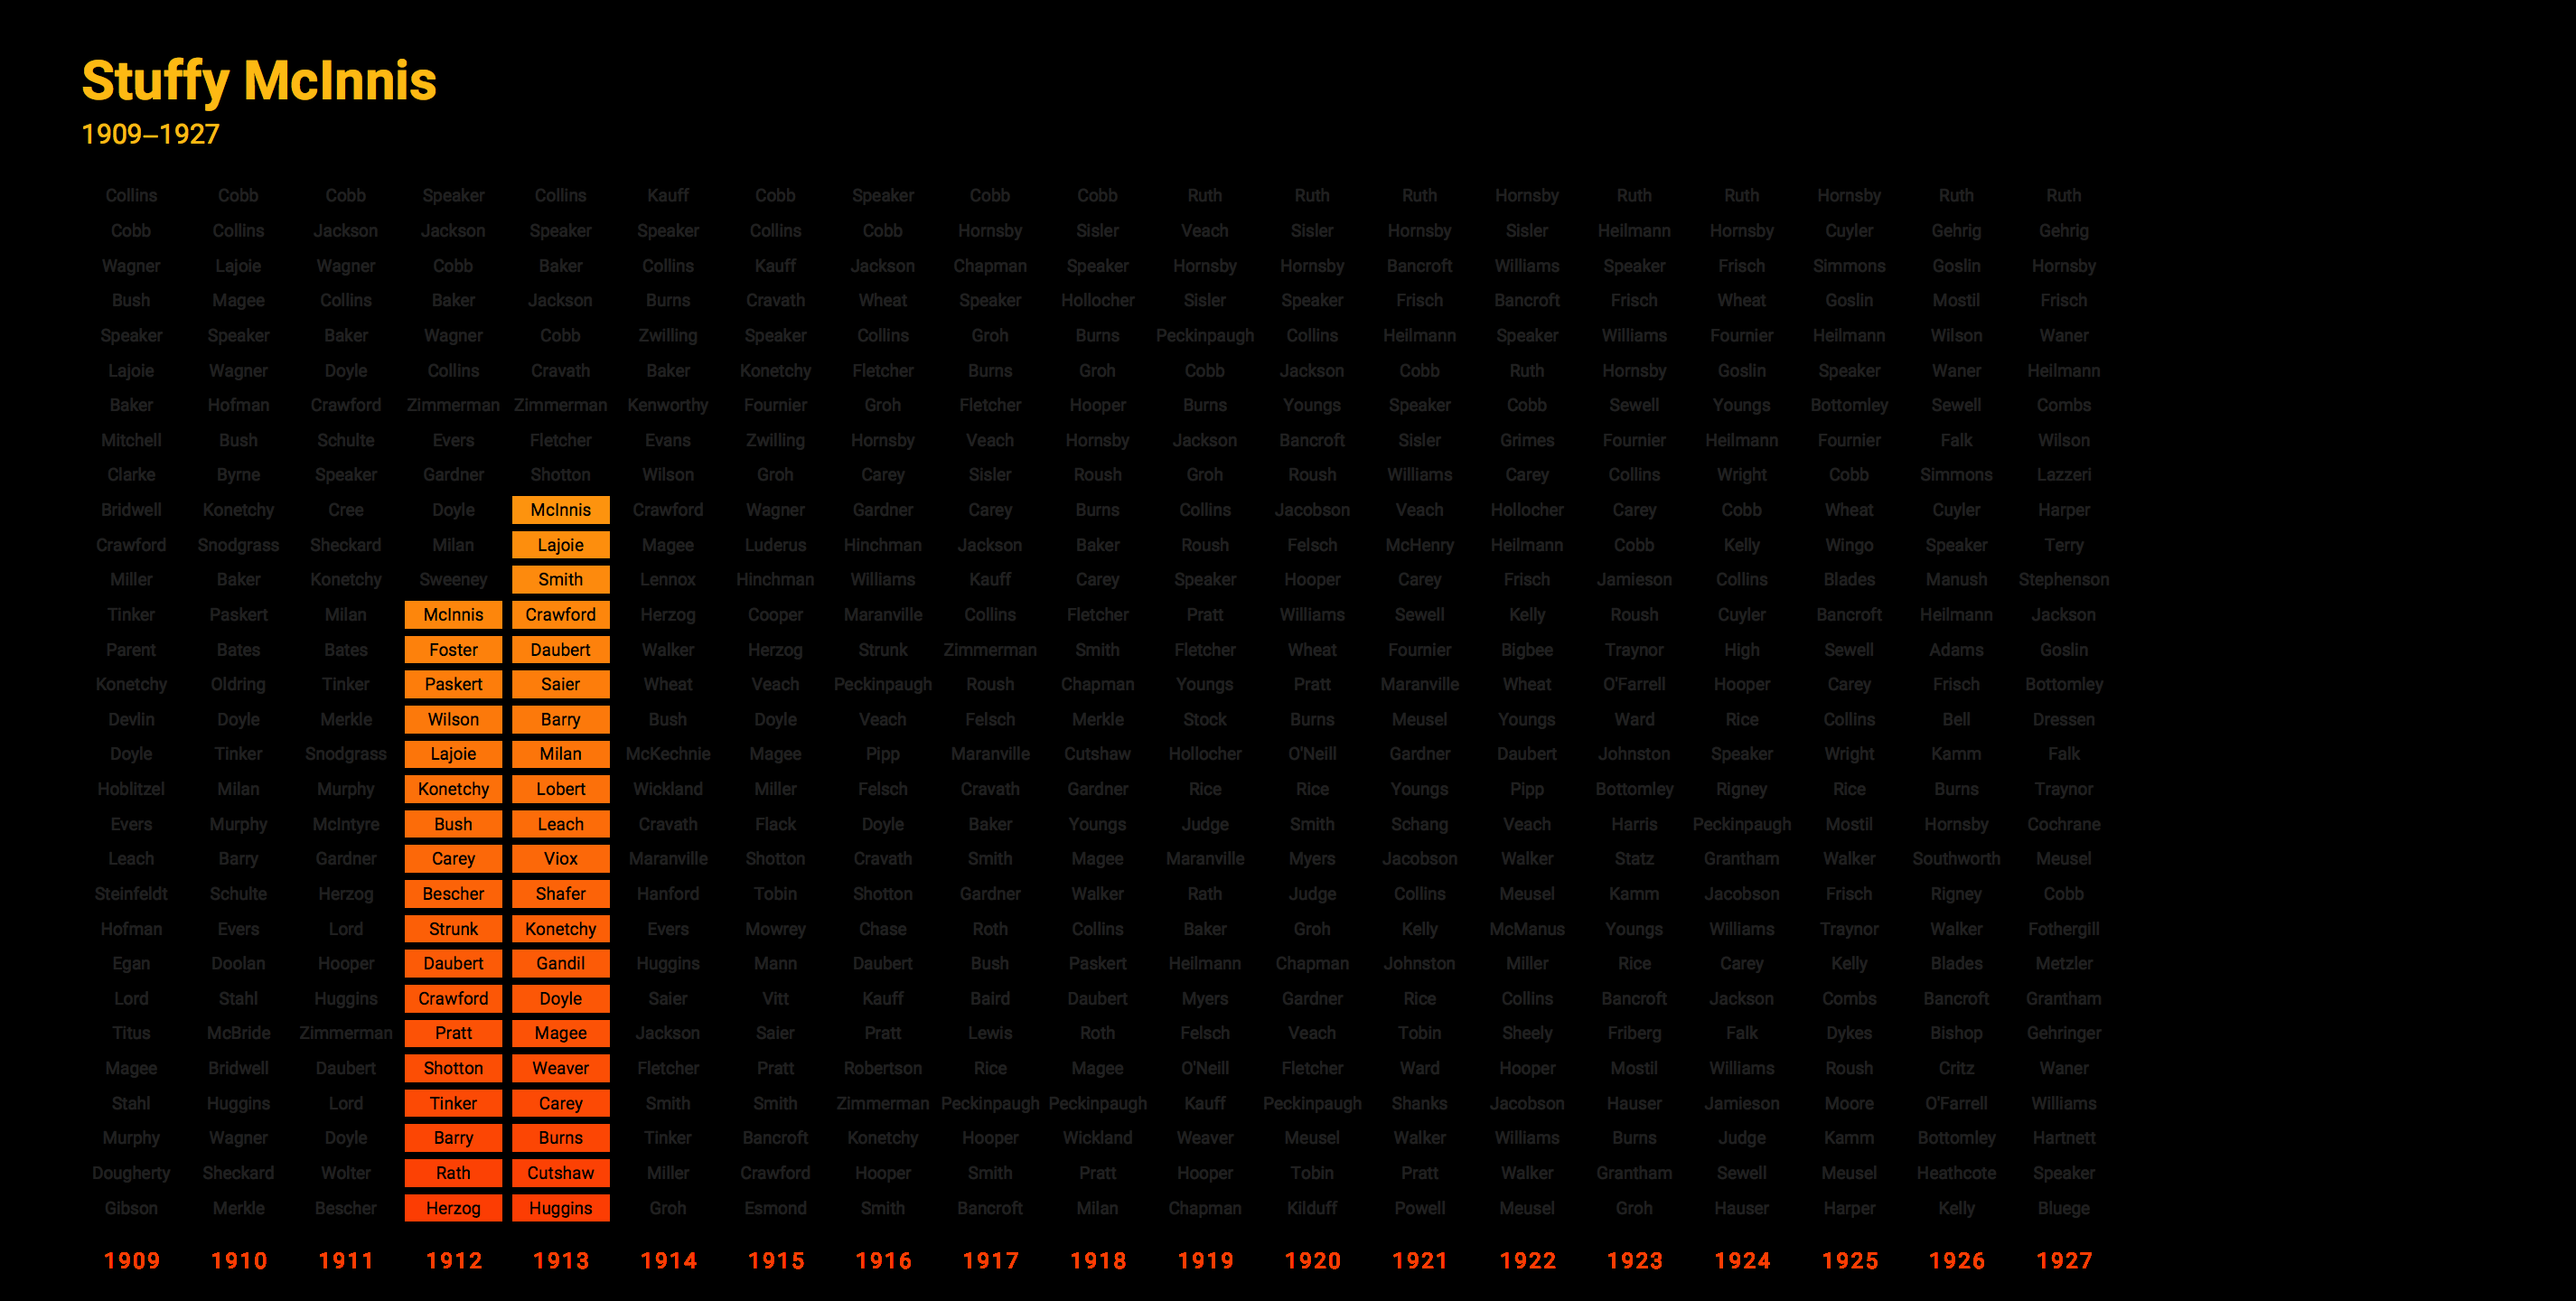 Stuffy McInnis
1909–1927
Collins Cobb Cobb Speaker Collins Kauff Cobb Speaker Cobb Cobb Ruth Ruth Ruth Hornsby Ruth Ruth Hornsby Ruth Ruth
Cobb Collins Jackson Jackson Speaker Speaker Collins Cobb Hornsby Sisler Veach Sisler Hornsby Sisler Heilmann Hornsby Cuyler Gehrig Gehrig
Wagner Lajoie Wagner Cobb Baker Collins Kauff Jackson Chapman Speaker Hornsby Hornsby Bancroft Williams Speaker Frisch Simmons Goslin Hornsby
Bush Magee Collins Baker Jackson Burns Cravath Wheat Speaker Hollocher Sisler Speaker Frisch Bancroft Frisch Wheat Goslin Mostil Frisch
Speaker Speaker Baker Wagner Cobb Zwilling Speaker Collins Groh Burns Peckinpaugh Collins Heilmann Speaker Williams Fournier Heilmann Wilson Waner
Lajoie Wagner Doyle Collins Cravath Baker Konetchy Fletcher Burns Groh Cobb Jackson Cobb Ruth Hornsby Goslin Speaker Waner Heilmann
Baker Hofman Crawford Zimmerman Zimmerman Kenworthy Fournier Groh Fletcher Hooper Burns Youngs Speaker Cobb Sewell Youngs Bottomley Sewell Combs
Mitchell Bush Schulte Evers Fletcher Evans Zwilling Hornsby Veach Hornsby Jackson Bancroft Sisler Grimes Fournier Heilmann Fournier Falk Wilson
Clarke Byrne Speaker Gardner Shotton Wilson Groh Carey Sisler Roush Groh Roush Williams Carey Collins Wright Cobb Simmons Lazzeri
Bridwell Konetchy Cree Doyle McInnis Crawford Wagner Gardner Carey Burns Collins Jacobson Veach Hollocher Carey Cobb Wheat Cuyler Harper
Crawford Snodgrass Sheckard Milan Lajoie Magee Luderus Hinchman Jackson Baker Roush Felsch McHenry Heilmann Cobb Kelly Wingo Speaker Terry
Miller Baker Konetchy Sweeney Smith Lennox Hinchman Williams Kauff Carey Speaker Hooper Carey Frisch Jamieson Collins Blades Manush Stephenson
Tinker Paskert Milan McInnis Crawford Herzog Cooper Maranville Collins Fletcher Pratt Williams Sewell Kelly Roush Cuyler Bancroft Heilmann Jackson
Parent Bates Bates Foster Daubert Walker Herzog Strunk Zimmerman Smith Fletcher Wheat Fournier Bigbee Traynor High Sewell Adams Goslin
Konetchy Oldring Tinker Paskert Saier Wheat Veach Peckinpaugh Roush Chapman Youngs Pratt Maranville Wheat O'Farrell Hooper Carey Frisch Bottomley
Devlin Doyle Merkle Wilson Barry Bush Doyle Veach Felsch Merkle Stock Burns Meusel Youngs Ward Rice Collins Bell Dressen
Doyle Tinker Snodgrass Lajoie Milan McKechnie Magee Pipp Maranville Cutshaw Hollocher O'Neill Gardner Daubert Johnston Speaker Wright Kamm Falk
Hoblitzel Milan Murphy Konetchy Lobert Wickland Miller Felsch Cravath Gardner Rice Rice Youngs Pipp Bottomley Rigney Rice Burns Traynor
Evers Murphy McIntyre Bush Leach Cravath Flack Doyle Baker Youngs Judge Smith Schang Veach Harris Peckinpaugh Mostil Hornsby Cochrane
Leach Barry Gardner Carey Viox Maranville Shotton Cravath Smith Magee Maranville Myers Jacobson Walker Statz Grantham Walker Southworth Meusel
Steinfeldt Schulte Herzog Bescher Shafer Hanford Tobin Shotton Gardner Walker Rath Judge Collins Meusel Kamm Jacobson Frisch Rigney Cobb
Hofman Evers Lord Strunk Konetchy Evers Mowrey Chase Roth Collins Baker Groh Kelly McManus Youngs Williams Traynor Walker Fothergill
Egan Doolan Hooper Daubert Gandil Huggins Mann Daubert Bush Paskert Heilmann Chapman Johnston Miller Rice Carey Kelly Blades Metzler
Lord Stahl Huggins Crawford Doyle Saier Vitt Kauff Baird Daubert Myers Gardner Rice Collins Bancroft Jackson Combs Bancroft Grantham
Titus McBride Zimmerman Pratt Magee Jackson Saier Pratt Lewis Roth Felsch Veach Tobin Sheely Friberg Falk Dykes Bishop Gehringer
Magee Bridwell Daubert Shotton Weaver Fletcher Pratt Robertson Rice Magee O'Neill Fletcher Ward Hooper Mostil Williams Roush Critz Waner
Stahl Huggins Lord Tinker Carey Smith Smith Zimmerman Peckinpaugh Peckinpaugh Kauff Peckinpaugh Shanks Jacobson Hauser Jamieson Moore O'Farrell Williams
Murphy Wagner Doyle Barry Burns Tinker Bancroft Konetchy Hooper Wickland Weaver Meusel Walker Williams Burns Judge Kamm Bottomley Hartnett
Dougherty Sheckard Wolter Rath Cutshaw Miller Crawford Hooper Smith Pratt Hooper Tobin Pratt Walker Grantham Sewell Meusel Heathcote Speaker
Gibson Merkle Bescher Herzog Huggins Groh Esmond Smith Bancroft Milan Chapman Kilduff Powell Meusel Groh Hauser Harper Kelly Bluege
1909 1910 1911 1912 1913 1914 1915 1916 1917 1918 1919 1920 1921 1922 1923 1924 1925 1926 1927